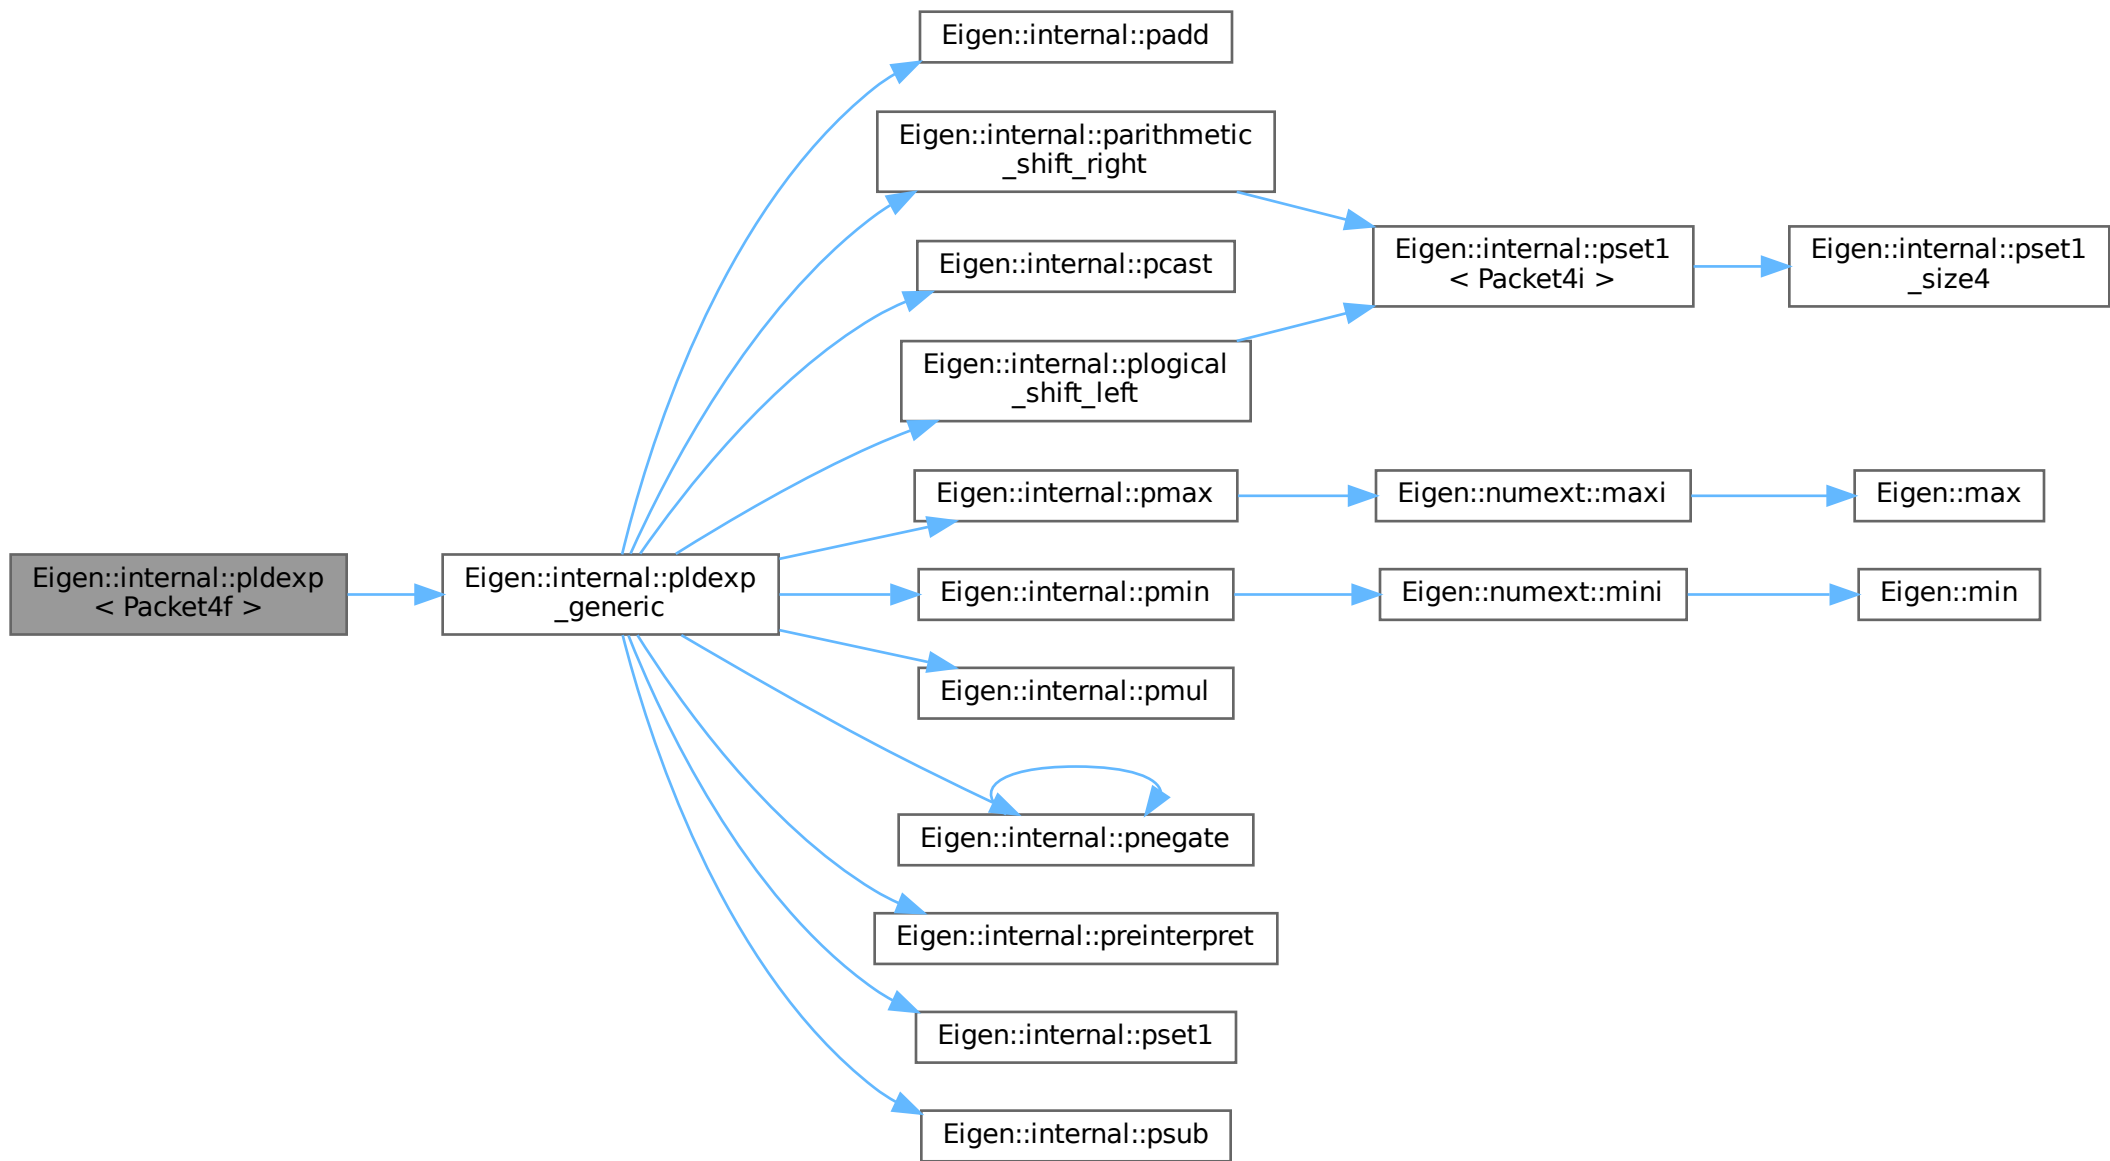 Eigen::internal::padd
Eigen::internal::parithmetic
_shift_right
Eigen::internal::pcast
Eigen::internal::pset1
< Packet4i >
Eigen::internal::pset1
_size4
Eigen::internal::plogical
_shift_left
Eigen::internal::pmax
Eigen::numext::maxi
Eigen::max
Eigen::internal::pldexp
< Packet4f >
Eigen::internal::pldexp
_generic
Eigen::internal::pmin
Eigen::numext::mini
Eigen::min
Eigen::internal::pmul
Eigen::internal::pnegate
Eigen::internal::preinterpret
Eigen::internal::pset1
Eigen::internal::psub